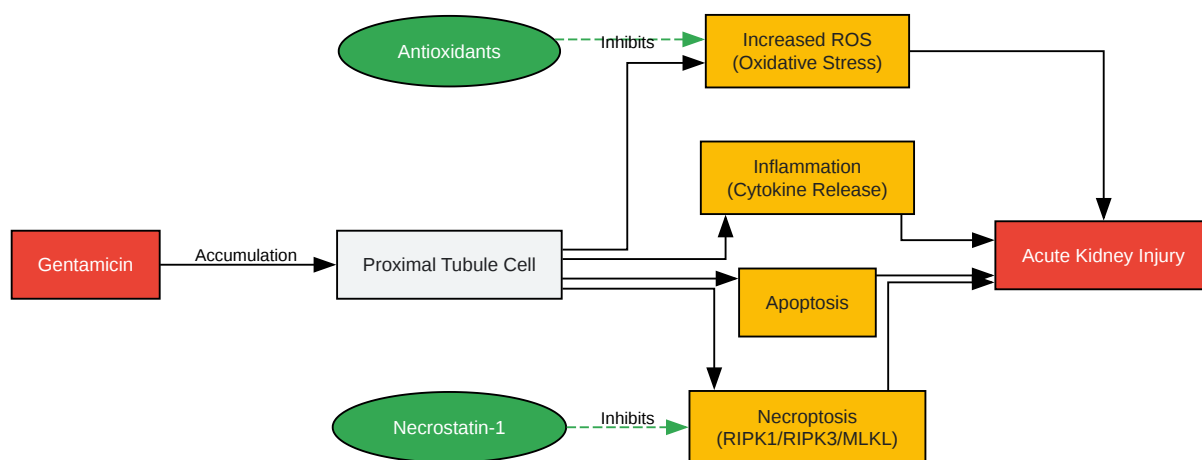 Antioxidants
Inhibits
Increased ROS
(Oxidative Stress)
Inflammation
(Cytokine Release)
Gentamicin
Accumulation
Proximal Tubule Cell
Acute Kidney Injury
Apoptosis
Necrostatin-1
Inhibits
Necroptosis
(RIPK1/RIPK3/MLKL)